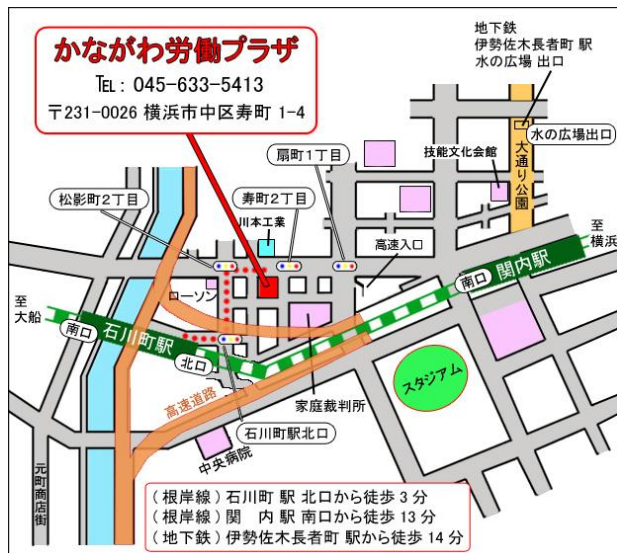 かながわ労働プラザ
TEL: 045-633-5413
〒231-0026 横浜市中区寿町 1-4
地下鉄
伊勢佐木長者町 駅
水の広場 出口
水の広場出口
大通り公園
技能文化会館
扇町1丁目
松影町2丁目
寿町2丁目
川本工業
高速入口
至
横浜
関内駅
南口
ローソン
至
大船
南口
石川町駅
北口
スタジアム
家庭裁判所
高速道路
石川町駅北口
中央病院
元町商店街
(根岸線) 石川町 駅 北口から徒歩 3 分
(根岸線) 関 内 駅 南口から徒歩 13 分
(地下鉄) 伊勢佐木長者町 駅から徒歩 14 分